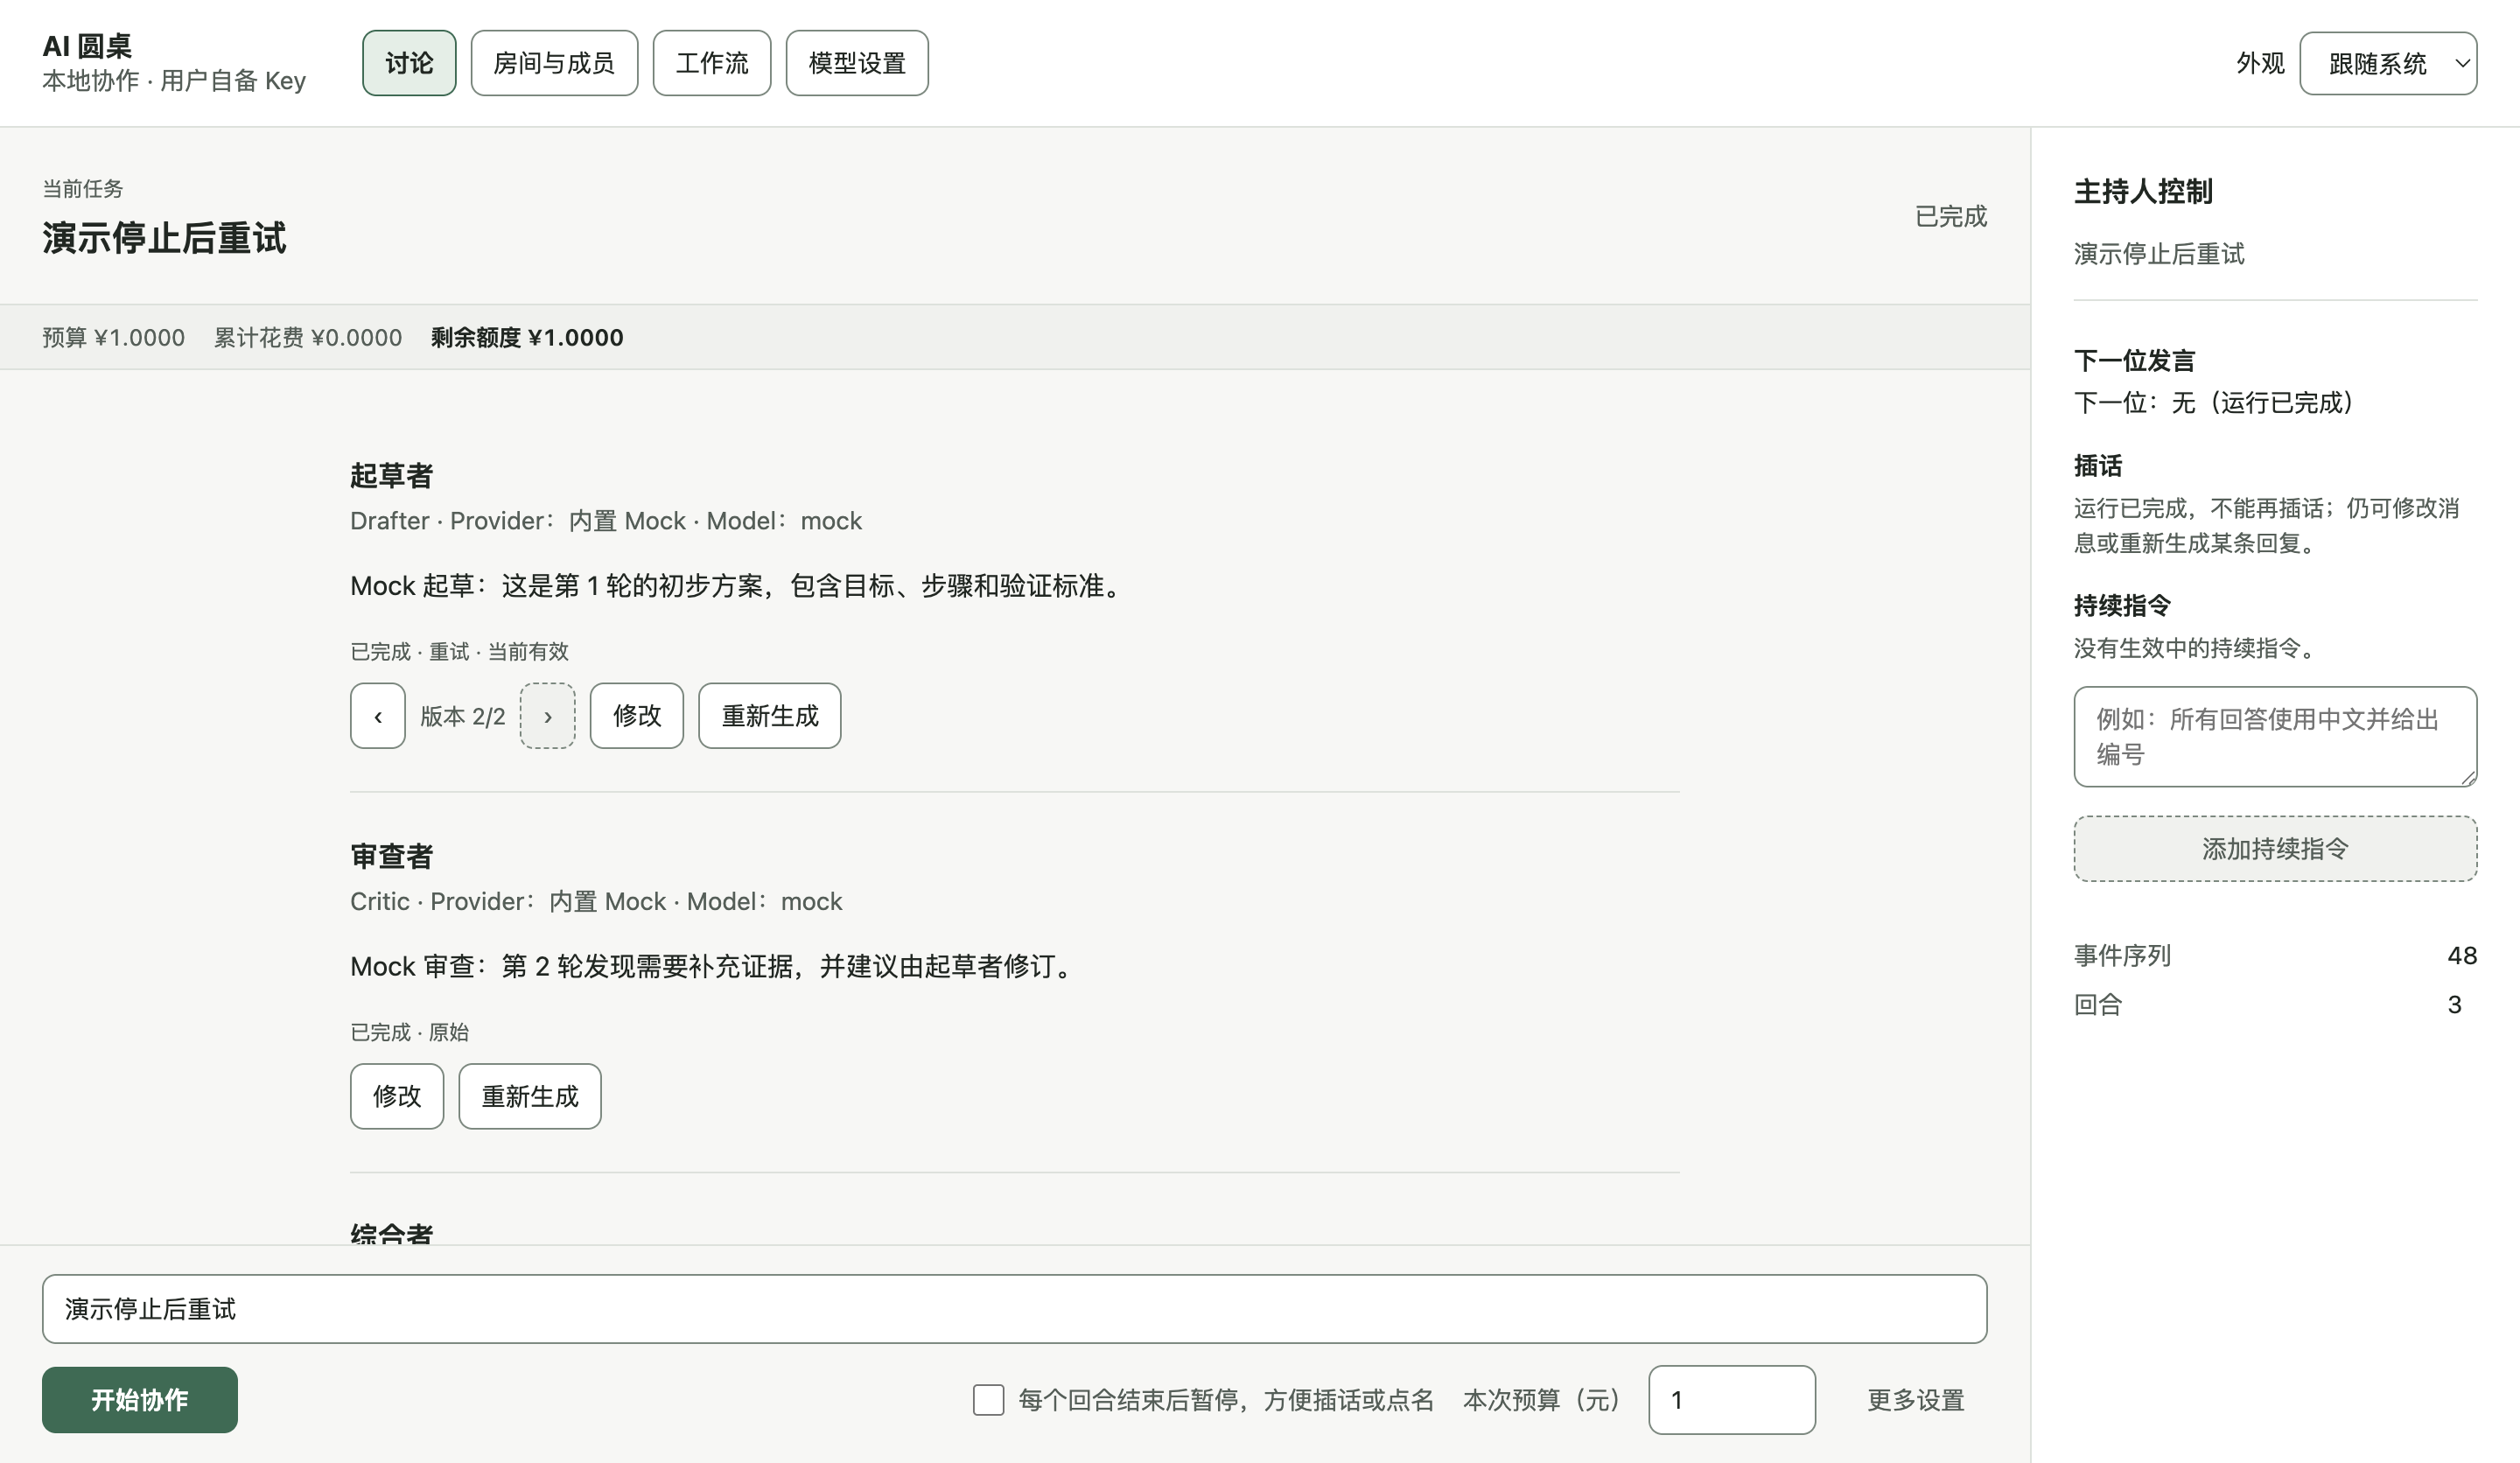 AI 圆桌
本地协作 · 用户自备 Key
讨论
房间与成员
工作流
模型设置
外观
跟随系统
当前任务
演示停止后重试
已完成
预算 ¥1.0000
累计花费 ¥0.0000
剩余额度 ¥1.0000
起草者
Drafter · Provider：内置 Mock · Model：mock
Mock 起草：这是第 1 轮的初步方案，包含目标、步骤和验证标准。
已完成 · 重试 · 当前有效
‹
版本 2/2
›
修改
重新生成
审查者
Critic · Provider：内置 Mock · Model：mock
Mock 审查：第 2 轮发现需要补充证据，并建议由起草者修订。
已完成 · 原始
修改
重新生成
综合者
演示停止后重试
开始协作
每个回合结束后暂停，方便插话或点名
本次预算（元）
1
更多设置
主持人控制
演示停止后重试
下一位发言
下一位：无（运行已完成）
插话
运行已完成，不能再插话；仍可修改消
息或重新生成某条回复。
持续指令
没有生效中的持续指令。
例如：所有回答使用中文并给出
编号
添加持续指令
事件序列
48
回合
3